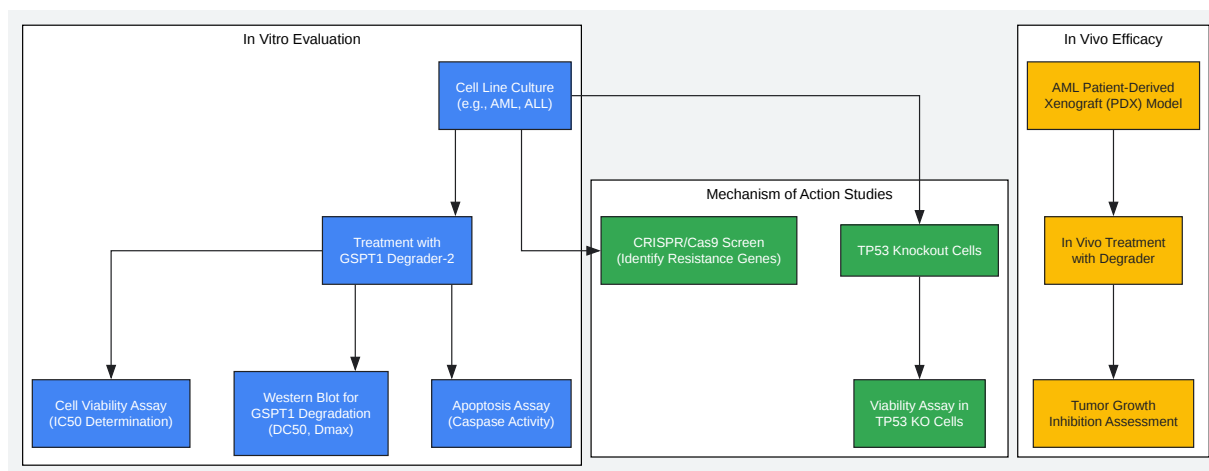 In Vitro Evaluation
Cell Line Culture
(e.g., AML, ALL)
Treatment with
GSPT1 Degrader-2
Cell Viability Assay
(IC50 Determination)
Western Blot for
GSPT1 Degradation
(DC50, Dmax)
Apoptosis Assay
(Caspase Activity)
Mechanism of Action Studies
CRISPR/Cas9 Screen
(Identify Resistance Genes)
TP53 Knockout Cells
Viability Assay in
TP53 KO Cells
In Vivo Efficacy
AML Patient-Derived
Xenograft (PDX) Model
In Vivo Treatment
with Degrader
Tumor Growth
Inhibition Assessment